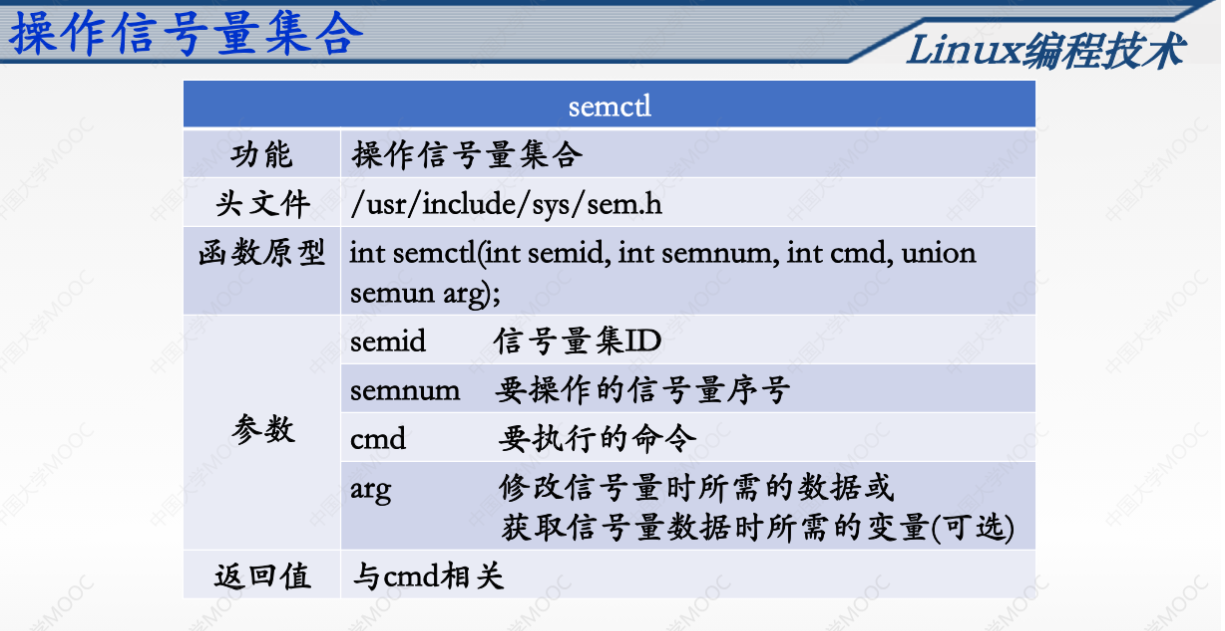 操作信号量集合
Linux编程技术
semctl
功能 操作信号量集合
头文件 /usr/include/sys/sem.h
函数原型 int semctl(int semid, int semnum, int cmd, union
semun arg);
参数
semid 信号量集ID
semnum 要操作的信号量序号
cmd 要执行的命令
arg 修改信号量时所需的数据或
获取信号量数据时所需的变量(可选)
返回值 与cmd相关
中国大学MOOC